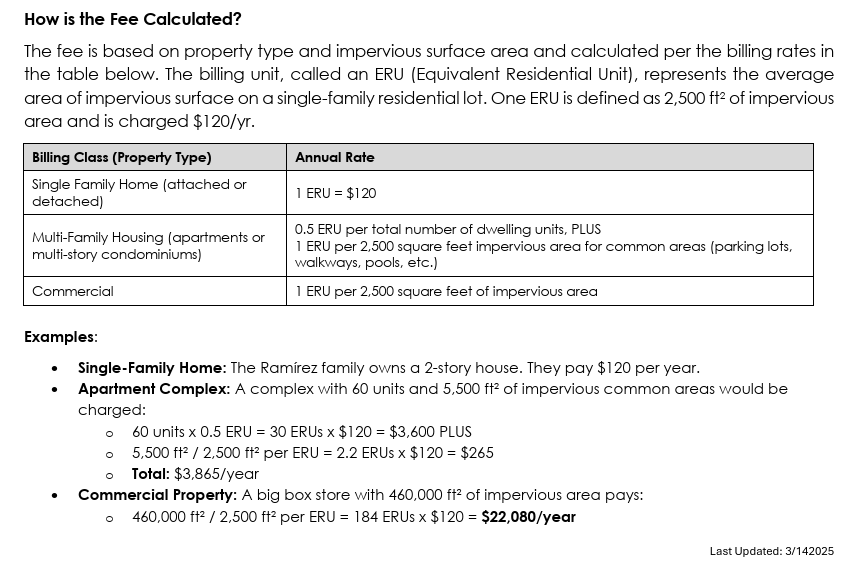 How is the Fee Calculated?
The fee is based on property type and impervious surface area and calculated per the billing rates in
the table below. The billing unit, called an ERU (Equivalent Residential Unit), represents the average
area of impervious surface on a single-family residential lot. One ERU is defined as 2,500 ft² of impervious
area and is charged $120/yr.
Billing Class (Property Type)
Annual Rate
Single Family Home (attached or
detached)
1 ERU = $120
Multi-Family Housing (apartments or
multi-story condominiums)
0.5 ERU per total number of dwelling units, PLUS
1 ERU per 2,500 square feet impervious area for common areas (parking lots,
walkways, pools, etc.)
Commercial
1 ERU per 2,500 square feet of impervious area
Examples:
• Single-Family Home: The Ramírez family owns a 2-story house. They pay $120 per year.
• Apartment Complex: A complex with 60 units and 5,500 ft² of impervious common areas would be
charged:
o 60 units x 0.5 ERU = 30 ERUs x $120 = $3,600 PLUS
o 5,500 ft² / 2,500 ft² per ERU = 2.2 ERUs x $120 = $265
o Total: $3,865/year
• Commercial Property: A big box store with 460,000 ft² of impervious area pays:
o 460,000 ft² / 2,500 ft² per ERU = 184 ERUs x $120 = $22,080/year
Last Updated: 3/142025